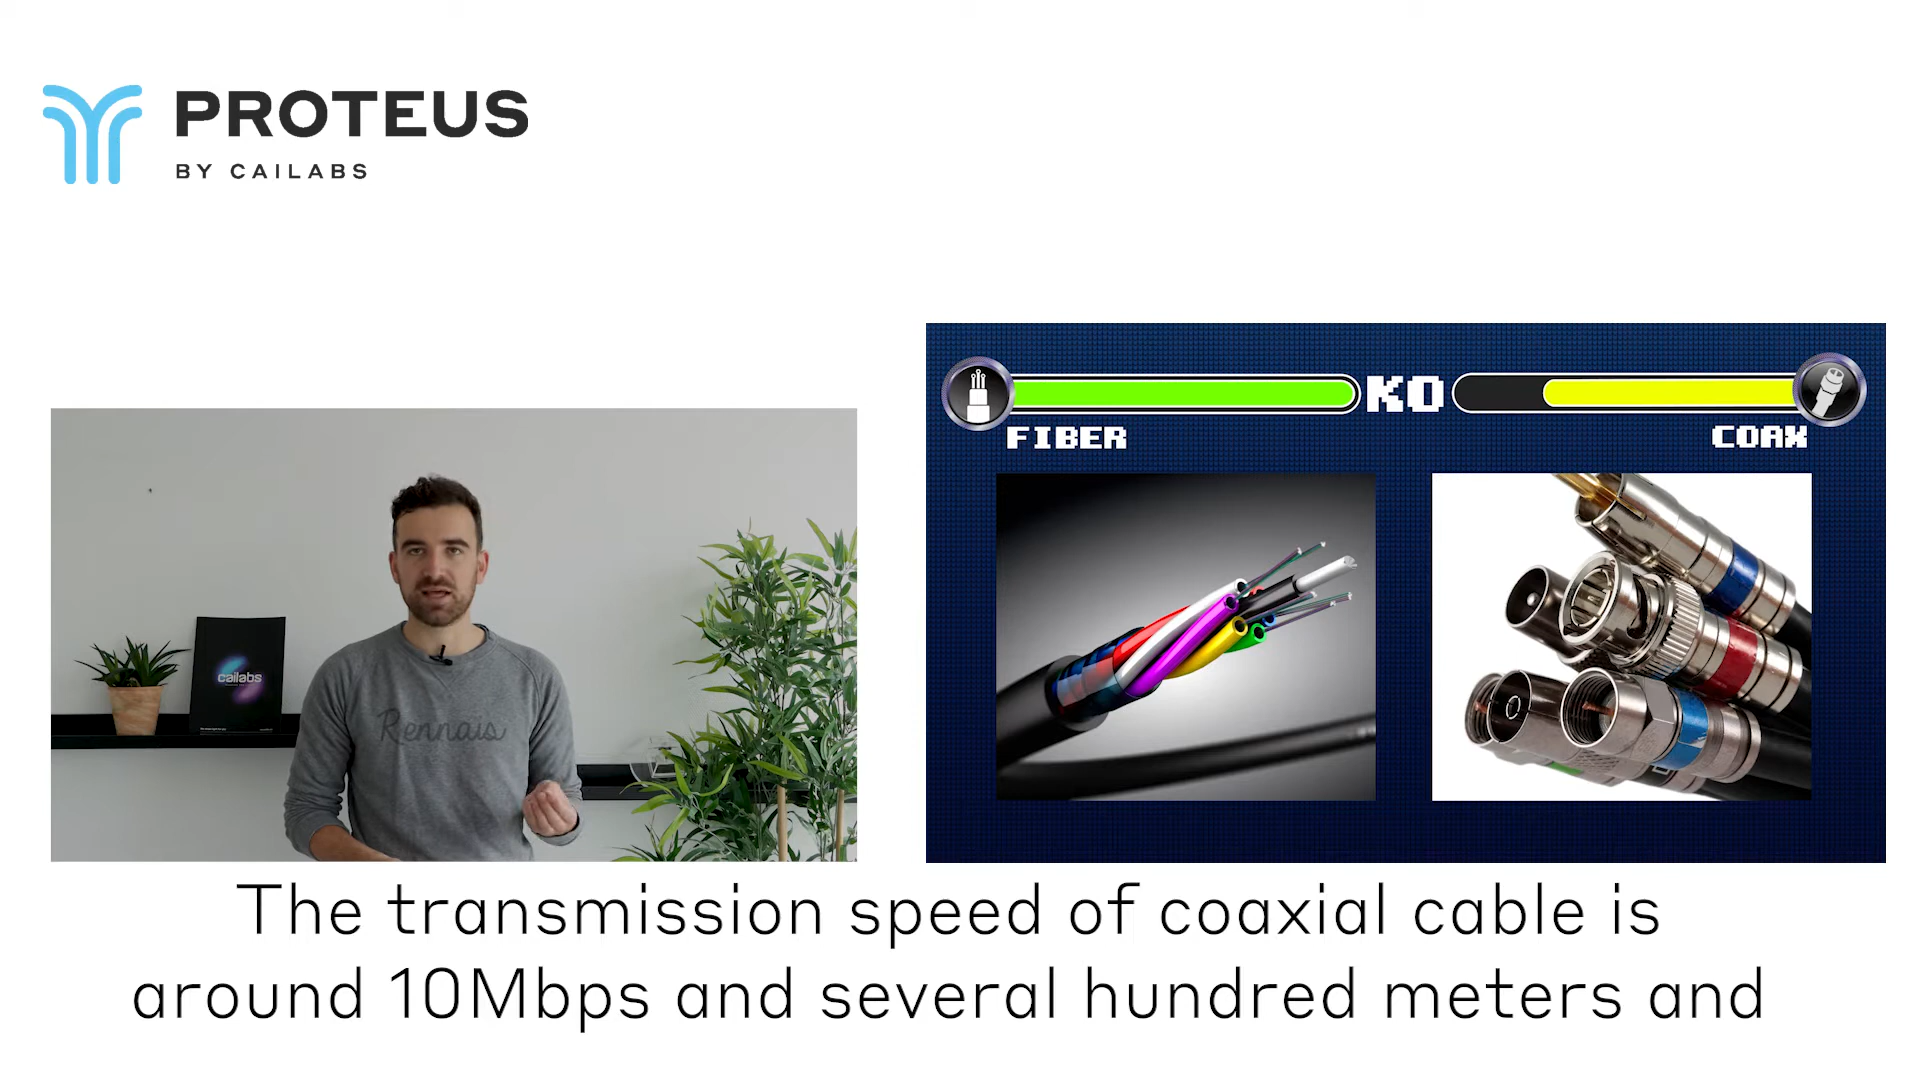 PROTEUS
BY CAILABS
KO
FIBER
COAX
cailabs
Rennais
The transmission speed of coaxial cable is
around 10Mbps and several hundred meters and